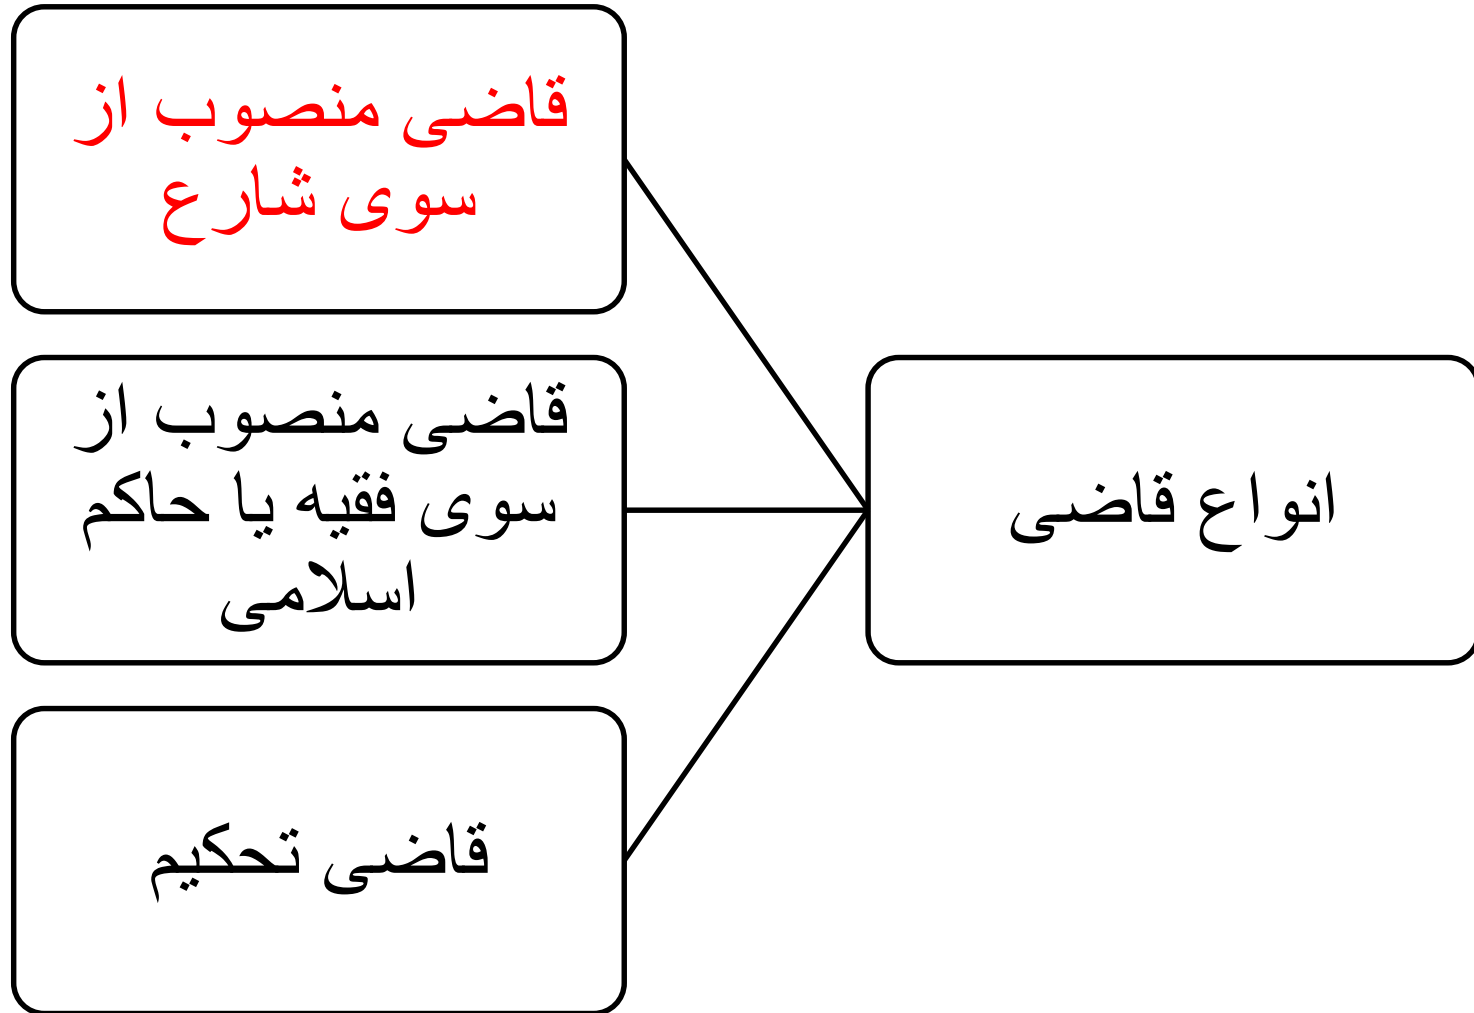 انواع قاضی
قاضی منصوب از
سوی شارع
قاضی منصوب از
سوی فقیه یا حاکم
اسلامی
قاضی تحکیم